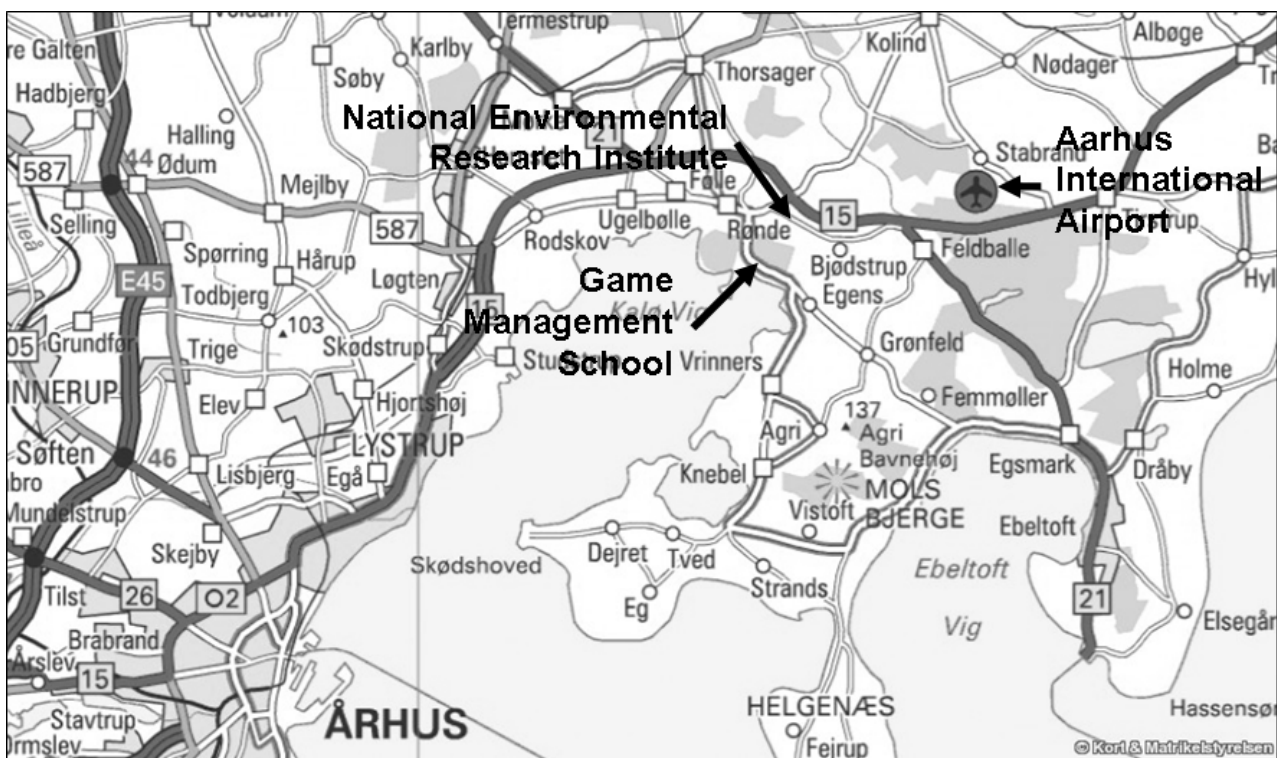 Termestrup
Karlby
Kolind
Albøge
Søby
Thorsager
Nødager
Hadbjerg
Halling
National Environmental
Research Institute
21
Aarhus
International
Airport
Stabrand
587
44
Ødum
Mejlby
Følle
Selling
Ugelbølle
587
Rodskov
Rønde
15
Feldballe
Spørring
Hårup
Løgten
Bjødstrup
E45
Todbjerg
15
Game
Management
School
Egens
103
Trige
Skødstrup
Vrinners
Grønfeld
Holme
Elev
Hjortshøj
Femmøller
LYSTRUP
137
Agri
Agri
Bavnehøj
Søften
46
Lisbjerg
Egå
Knebel
Egsmark
Dråby
Mundelstrup
MOLS
BJERGE
Vistoft
Ebeltoft
Skejby
Skødshoved
Dejret
Tved
Strands
Ebeltoft
Vig
Tilst
26
O2
Eg
21
Elsegår
Brabrand
Årslev
15
Stavtrup
Ormslev
ÅRHUS
HELGENÆS
Fejrup
Hassensør
© Kort & Matrikelstyrelsen